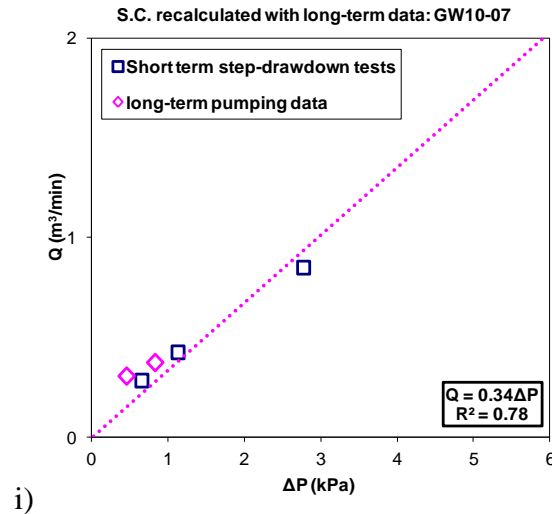 S.C. recalculated with long-term data: GW10-07
2
Short term step-drawdown tests
long-term pumping data
Q (m³/min)
1
Q = 0.34ΔP
R² = 0.78
0
0 1 2 3 4 5 6
ΔP (kPa)
i)